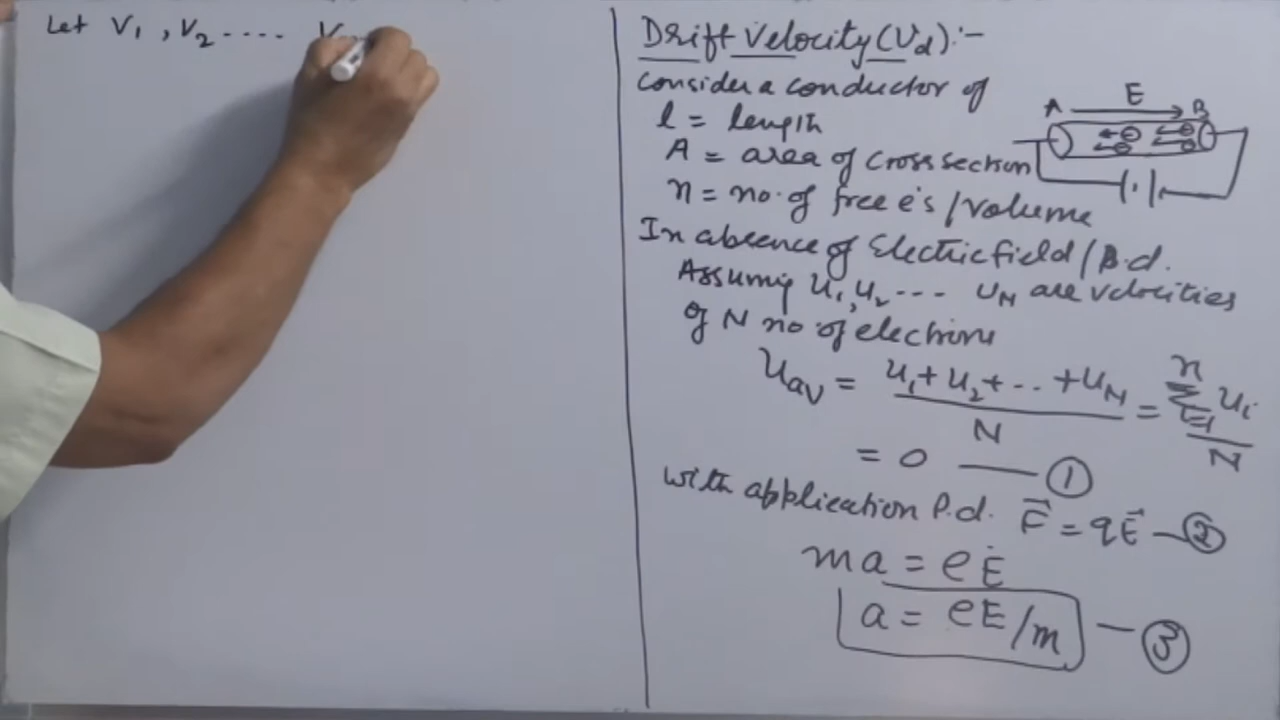 Let V₁, V₂ .... V
Drift Velocity (Vd) :-
Consider a conductor of
l = length
A = area of cross section
n = no. of free e's / volume
A E B
In absence of Electric field / P.d.
Assuming u₁, u₂ ... uN are velocities
of N no of electrons
uav = (u₁ + u₂ + .. + uN) / N = Σⁿᵢ₌₁ uᵢ / N
= 0 — ①
with application P.d. F⃗ = qE⃗ — ②
ma = eE
a = eE/m — ③